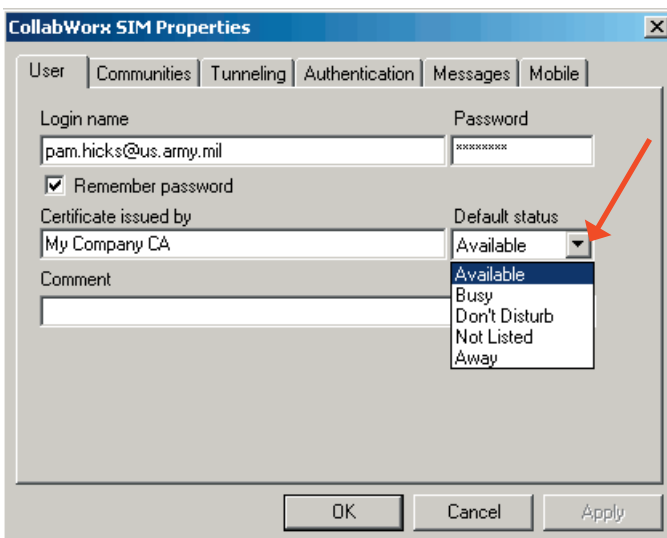 CollabWorx SIM Properties
User Communities Tunneling Authentication Messages Mobile
Login name Password
pam.hicks@us.army.mil ********
Remember password
Certificate issued by Default status
My Company CA Available
Comment Available
Busy
Don't Disturb
Not Listed
Away
OK Cancel Apply